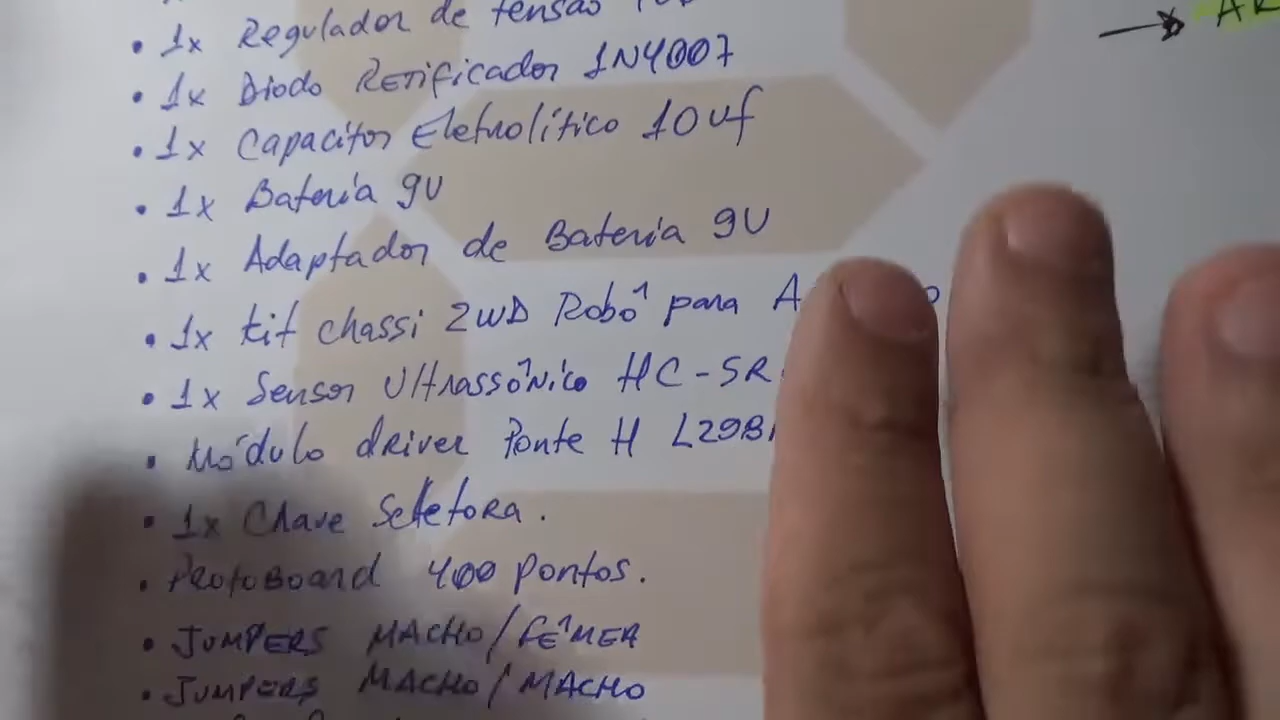 • 1x Regulador de tensão
• 1x Diodo Retificador 1N4007
• 1x Capacitor Eletrolítico 10uf
• 1x Bateria 9V
• 1x Adaptador de Bateria 9V
• 1x kit chassi 2WD Robô para
• 1x Sensor Ultrassônico HC-SR
• Módulo driver Ponte H L298
• 1x Chave Seletora.
• Protoboard 400 pontos.
• JUMPERS MACHO/FÊMEA
• JUMPERS MACHO/MACHO